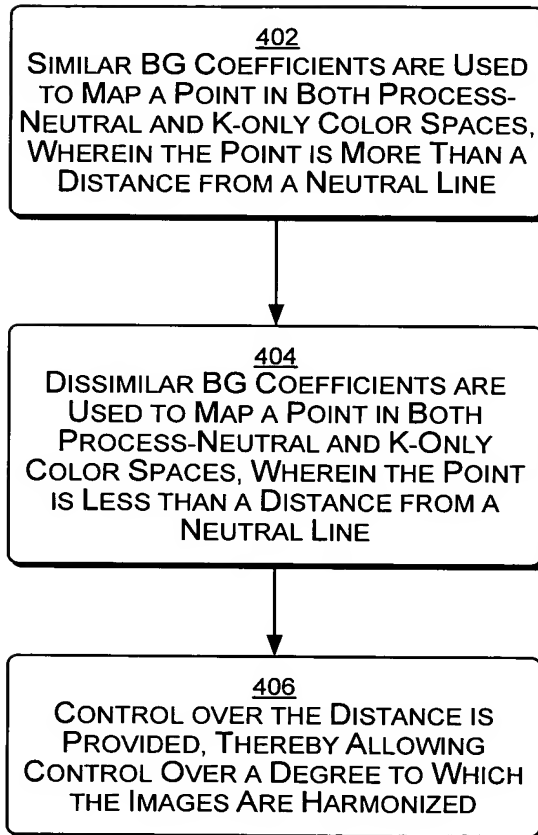 402
SIMILAR BG COEFFICIENTS ARE USED
TO MAP A POINT IN BOTH PROCESS-
NEUTRAL AND K-ONLY COLOR SPACES,
WHEREIN THE POINT IS MORE THAN A
DISTANCE FROM A NEUTRAL LINE
404
DISSIMILAR BG COEFFICIENTS ARE
USED TO MAP A POINT IN BOTH
PROCESS-NEUTRAL AND K-ONLY
COLOR SPACES, WHEREIN THE POINT
IS LESS THAN A DISTANCE FROM A
NEUTRAL LINE
406
CONTROL OVER THE DISTANCE IS
PROVIDED, THEREBY ALLOWING
CONTROL OVER A DEGREE TO WHICH
THE IMAGES ARE HARMONIZED